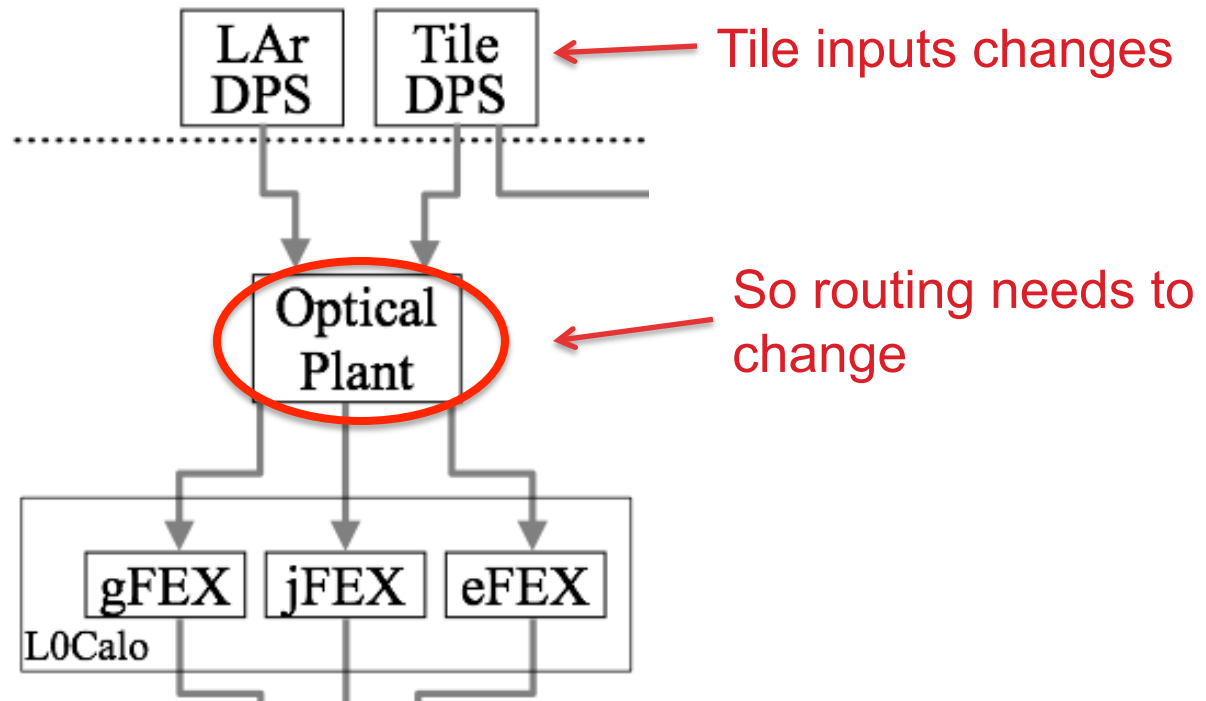 LAr
DPS
Tile
DPS
Tile inputs changes
Optical
Plant
So routing needs to
change
gFEX
jFEX
eFEX
L0Calo